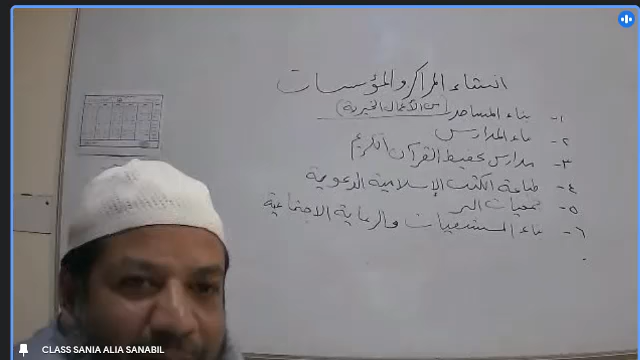 انشاء المراكز والمؤسسات
١- بناء المساجد (من الأعمال الخيرية)
٢- بناء المدارس
٣- مدارس تحفيظ القرآن الكريم
٤- طباعة الكتب الإسلامية الدعوية
٥- جمعيات البر
٦- بناء المستشفيات والرعاية الاجتماعية
CLASS SANIA ALIA SANABIL